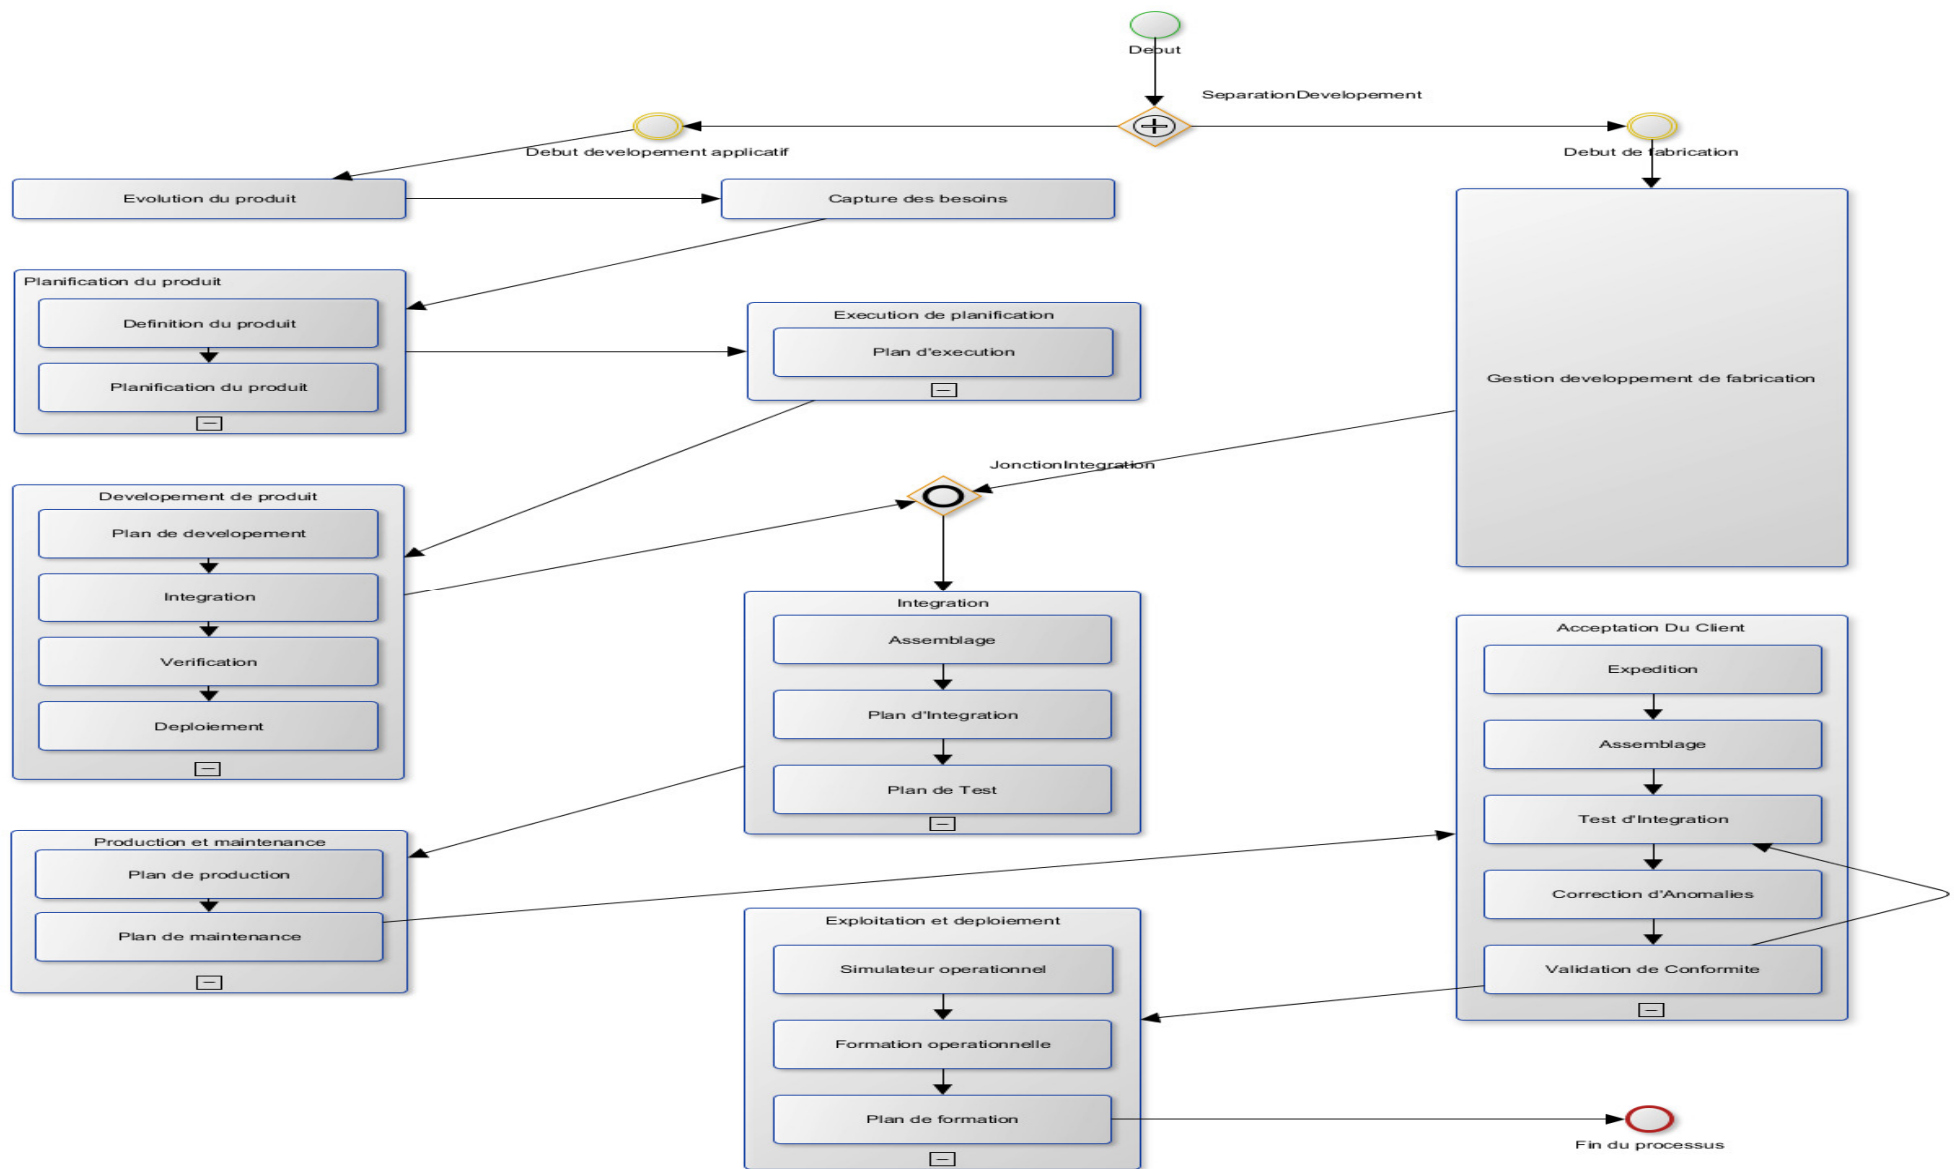 Debut
SeparationDevelopement
Debut developement applicatif
Debut de fabrication
Evolution du produit
Capture des besoins
Planification du produit
Definition du produit
Planification du produit
Execution de planification
Plan d'execution
Gestion developpement de fabrication
JonctionIntegration
Developement de produit
Plan de developement
Integration
Verification
Deploiement
Integration
Assemblage
Plan d'Integration
Plan de Test
Acceptation Du Client
Expedition
Assemblage
Test d'Integration
Correction d'Anomalies
Validation de Conformite
Production et maintenance
Plan de production
Plan de maintenance
Exploitation et deploiement
Simulateur operationnel
Formation operationnelle
Plan de formation
Fin du processus